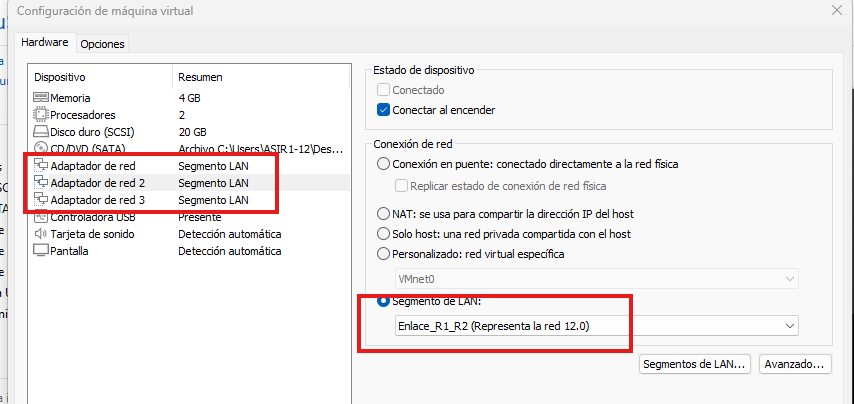 Configuración de máquina virtual
Hardware Opciones
Dispositivo Resumen
Memoria 4 GB
Procesadores 2
Disco duro (SCSI) 20 GB
CD/DVD (SATA) Archivo C:\Users\ASIR1-12\Des...
Adaptador de red Segmento LAN
Adaptador de red 2 Segmento LAN
Adaptador de red 3 Segmento LAN
Controladora USB Presente
Tarjeta de sonido Detección automática
Pantalla Detección automática
Estado de dispositivo
Conectado
Conectar al encender
Conexión de red
Conexión en puente: conectado directamente a la red física
Replicar estado de conexión de red física
NAT: se usa para compartir la dirección IP del host
Solo host: una red privada compartida con el host
Personalizado: red virtual específica
VMnet0
Segmento de LAN:
Enlace_R1_R2 (Representa la red 12.0)
Segmentos de LAN... Avanzado...